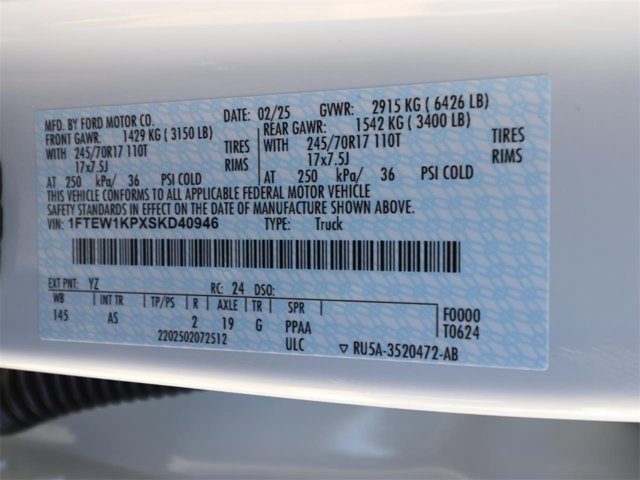 MFD. BY FORD MOTOR CO.
DATE: 02/25 GVWR: 2915 KG ( 6426 LB)
FRONT GAWR: 1429 KG ( 3150 LB) REAR GAWR: 1542 KG ( 3400 LB)
WITH 245/70R17 110T TIRES WITH 245/70R17 110T TIRES
17x7.5J RIMS 17x7.5J RIMS
AT 250 kPa/ 36 PSI COLD AT 250 kPa/ 36 PSI COLD
THIS VEHICLE CONFORMS TO ALL APPLICABLE FEDERAL MOTOR VEHICLE
SAFETY STANDARDS IN EFFECT ON THE DATE OF MANUFACTURE SHOWN ABOVE.
VIN: 1FTEW1KPXSKD40946 TYPE: Truck
EXT PNT: YZ RC: 24 DSO:
WB INT TR TP/PS R AXLE TR SPR F0000
145 AS 2 19 G PPAA T0624
2202502072512 ULC ▽ RU5A-3520472-AB